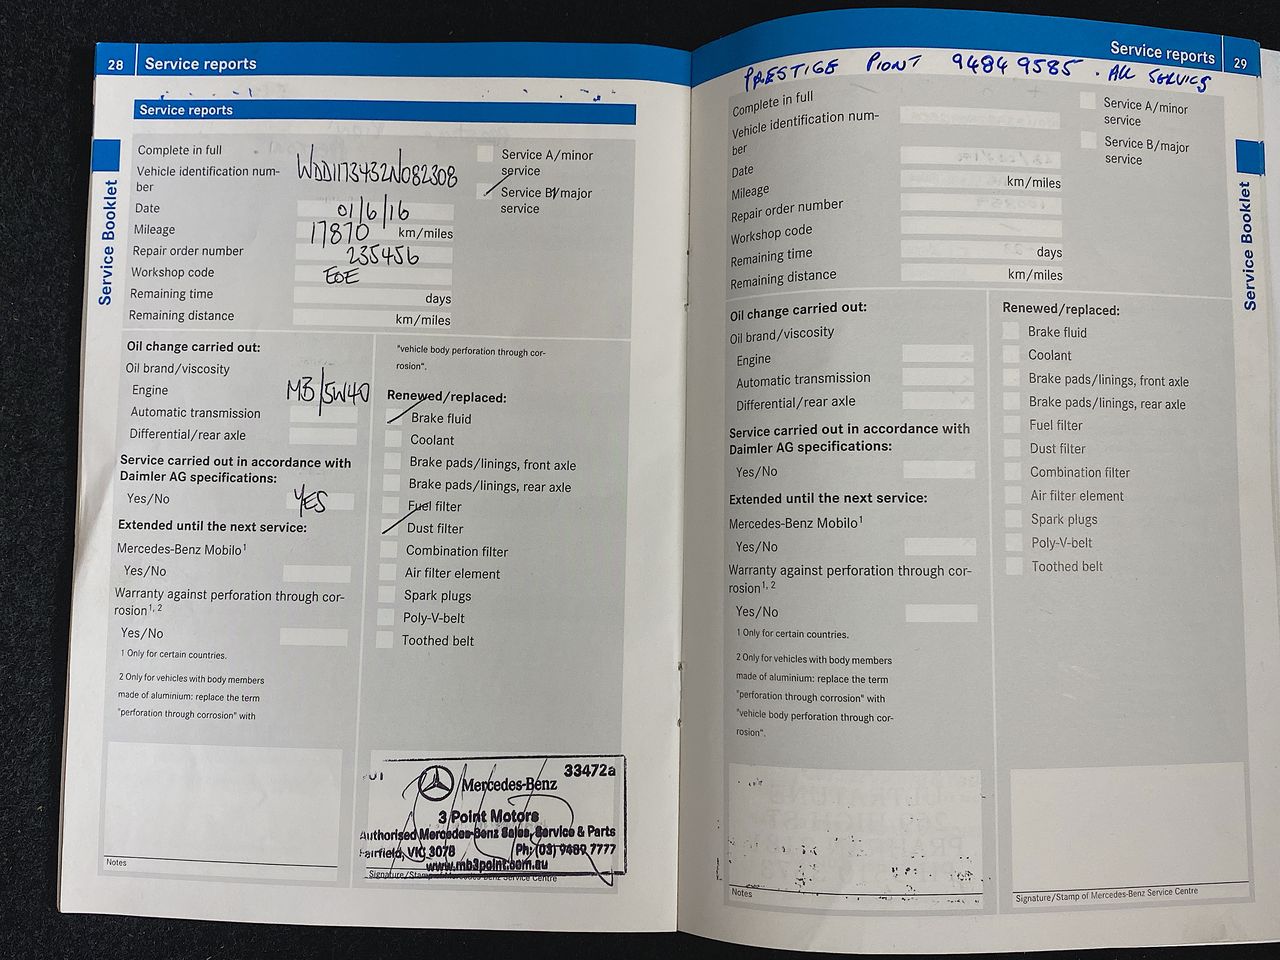 28 Service reports
Service reports
Service Booklet
Complete in full
Vehicle identification num-
ber
WDD1173432N082308
Date 01/6/16
Mileage 17870 km/miles
Repair order number 235456
Workshop code EOE
Remaining time days
Remaining distance km/miles
Service A/minor
service
Service B/major
service
Oil change carried out:
Oil brand/viscosity
Engine MB/5W40
Automatic transmission
Differential/rear axle
Service carried out in accordance with
Daimler AG specifications:
Yes/No YES
Extended until the next service:
Mercedes-Benz Mobilo1
Yes/No
Warranty against perforation through cor-
rosion1, 2
Yes/No
1 Only for certain countries.
2 Only for vehicles with body members
made of aluminium: replace the term
"perforation through corrosion" with
"vehicle body perforation through cor-
rosion".
Renewed/replaced:
Brake fluid
Coolant
Brake pads/linings, front axle
Brake pads/linings, rear axle
Fuel filter
Dust filter
Combination filter
Air filter element
Spark plugs
Poly-V-belt
Toothed belt
Notes
Mercedes-Benz 33472a
3 Point Motors
Authorised Mercedes-Benz Sales, Service & Parts
Fairfield, VIC 3078 Ph: (03) 9489 7777
www.mb3point.com.au
Signature/Stamp of Mercedes-Benz Service Centre
Service reports 29
PRESTIGE PIONT 9484 9585 . All SERVICS
Service Booklet
Complete in full
Vehicle identification num-
ber
Date
Mileage km/miles
Repair order number
Workshop code
Remaining time days
Remaining distance km/miles
Service A/minor
service
Service B/major
service
Oil change carried out:
Oil brand/viscosity
Engine
Automatic transmission
Differential/rear axle
Service carried out in accordance with
Daimler AG specifications:
Yes/No
Extended until the next service:
Mercedes-Benz Mobilo1
Yes/No
Warranty against perforation through cor-
rosion1, 2
Yes/No
1 Only for certain countries.
2 Only for vehicles with body members
made of aluminium: replace the term
"perforation through corrosion" with
"vehicle body perforation through cor-
rosion".
Renewed/replaced:
Brake fluid
Coolant
Brake pads/linings, front axle
Brake pads/linings, rear axle
Fuel filter
Dust filter
Combination filter
Air filter element
Spark plugs
Poly-V-belt
Toothed belt
Notes
Signature/Stamp of Mercedes-Benz Service Centre